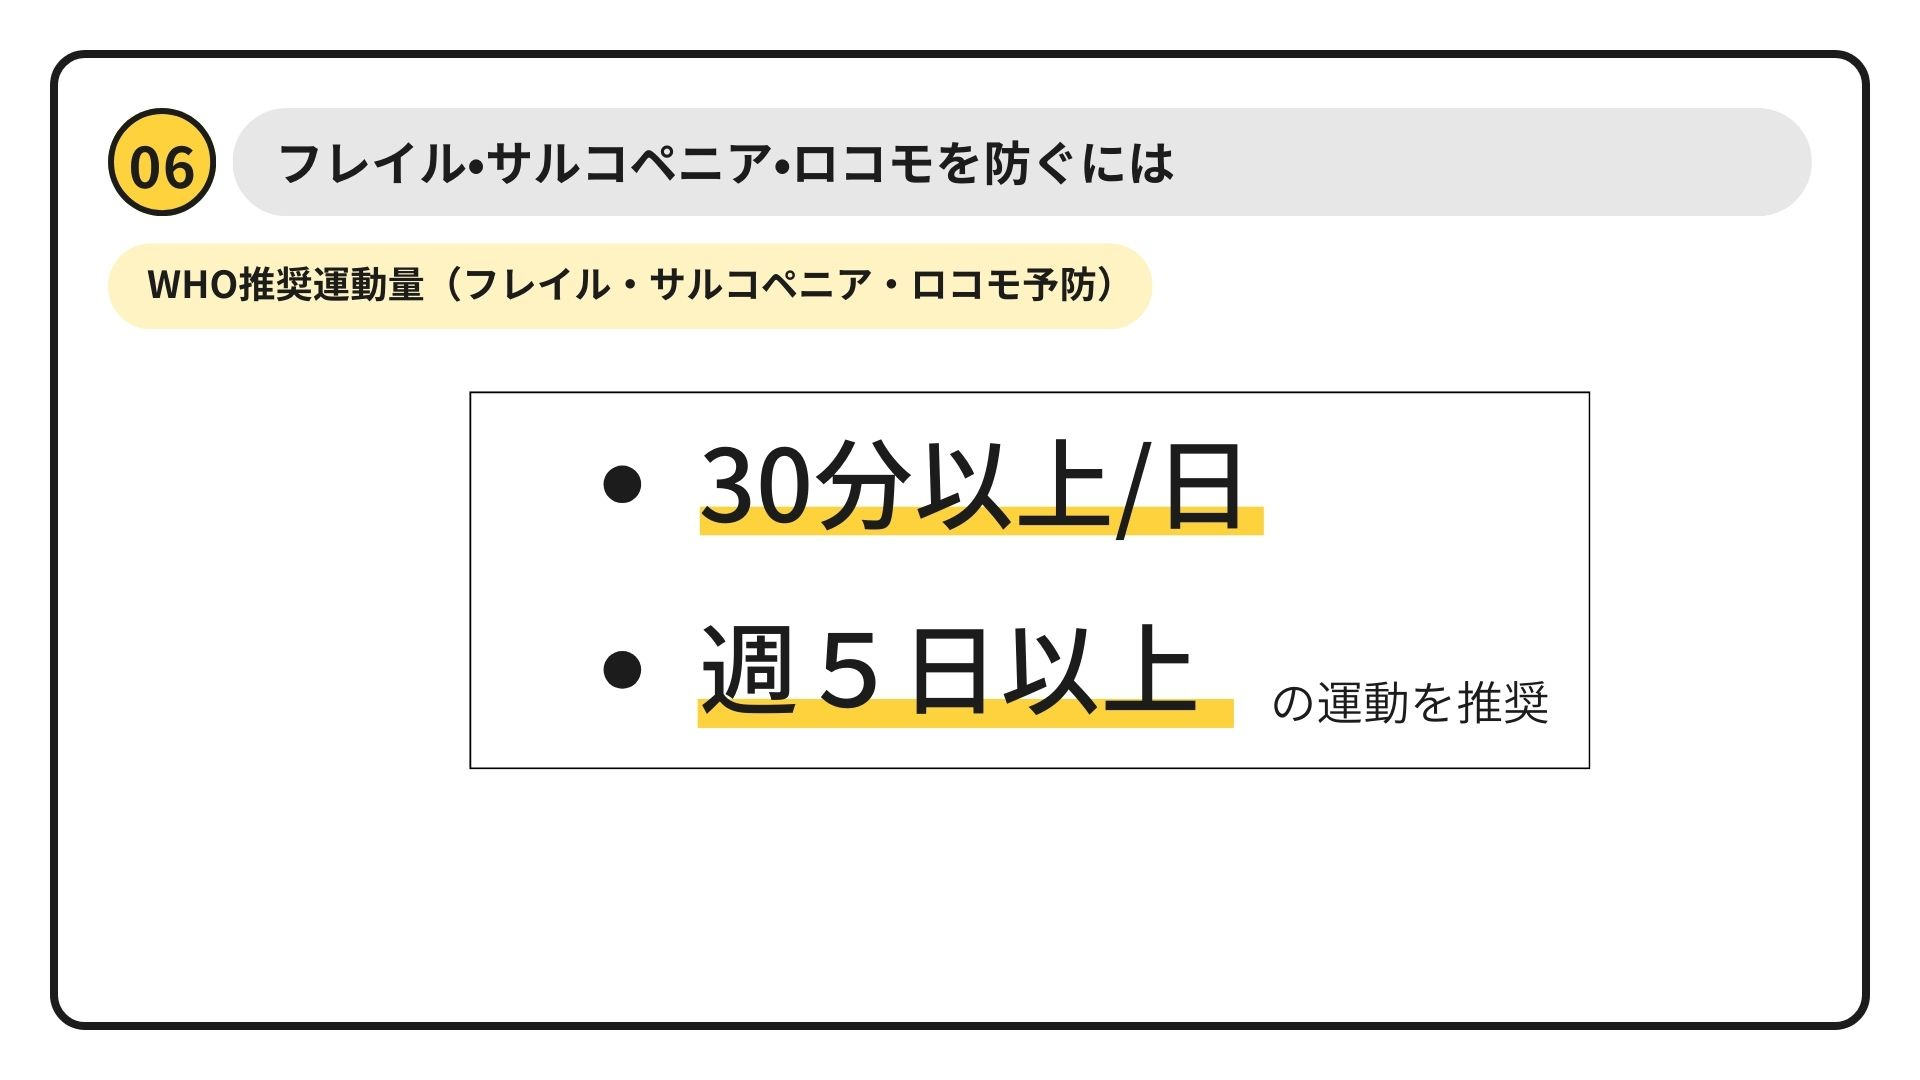 06
フレイル•サルコペニア•ロコモを防ぐには
WHO推奨運動量（フレイル・サルコペニア・ロコモ予防）
• 30分以上/日
• 週５日以上
の運動を推奨